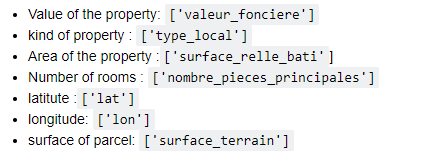 • Value of the property: ['valeur_fonciere']
• kind of property : ['type_local']
• Area of the property : ['surface_relle_bati']
• Number of rooms : ['nombre_pieces_principales']
• latitute : ['lat']
• longitude: ['lon']
• surface of parcel: ['surface_terrain']